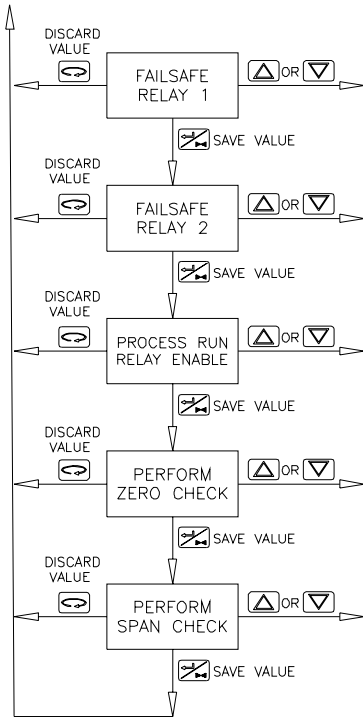 DISCARD
VALUE
FAILSAFE
RELAY 1
OR
SAVE VALUE
DISCARD
VALUE
FAILSAFE
RELAY 2
OR
SAVE VALUE
DISCARD
VALUE
PROCESS RUN
RELAY ENABLE
OR
SAVE VALUE
DISCARD
VALUE
PERFORM
ZERO CHECK
OR
SAVE VALUE
DISCARD
VALUE
PERFORM
SPAN CHECK
OR
SAVE VALUE